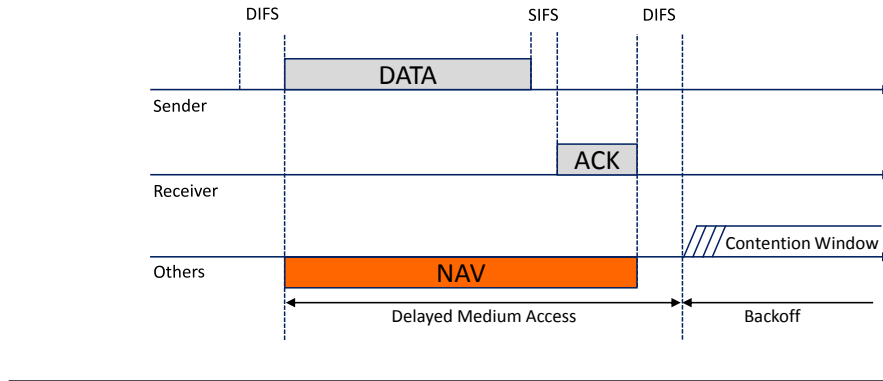 DIFS
SIFS
DIFS
DATA
Sender
ACK
Receiver
Contention Window
Others
NAV
Delayed Medium Access
Backoff